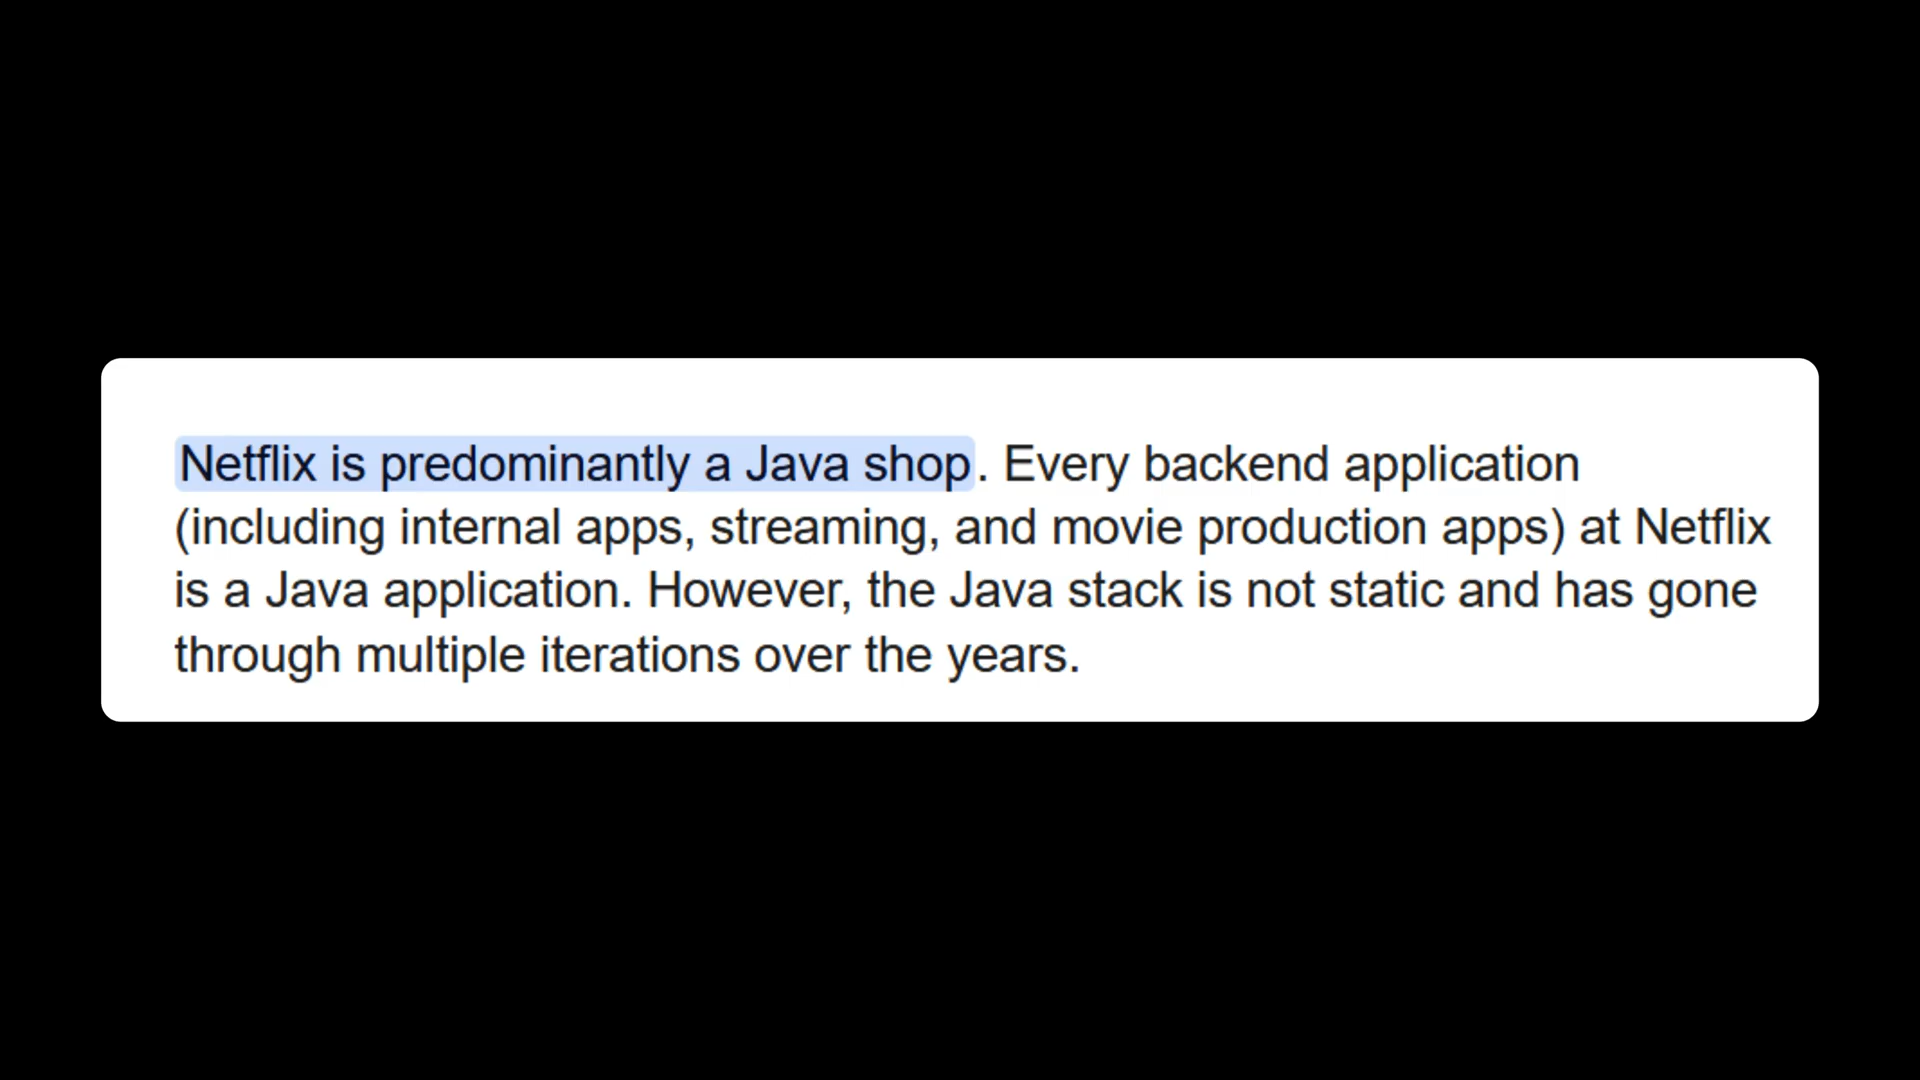 Netflix is predominantly a Java shop. Every backend application
(including internal apps, streaming, and movie production apps) at Netflix
is a Java application. However, the Java stack is not static and has gone
through multiple iterations over the years.